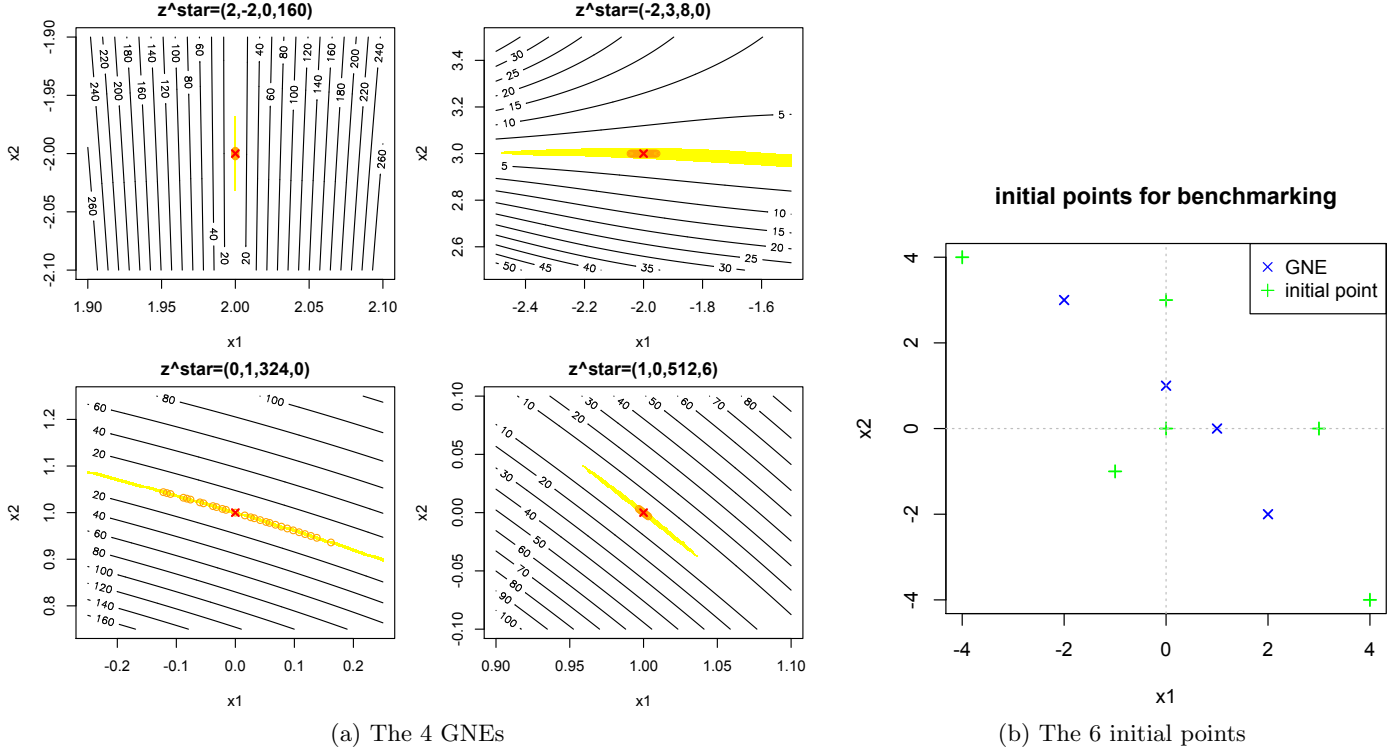 z^star=(2,-2,0,160)
-1.90
-1.95
-2.00
-2.05
-2.10
x2
220 180 140 100 60 40 80 120 160 200 240
240 200 160 120 80 60 100 140 180 220
260 40 20 20 260
1.90 1.95 2.00 2.05 2.10
x1
z^star=(-2,3,8,0)
3.4
3.2
3.0
2.8
2.6
x2
30
25
20
15
10
5
5
10
15
20
25
50 45 40 35 30
-2.4 -2.2 -2.0 -1.8 -1.6
x1
z^star=(0,1,324,0)
1.2
1.1
1.0
0.9
0.8
x2
60 80 100
40
20
20
40
60
80
100
120
140
160
-0.2 -0.1 0.0 0.1 0.2
x1
z^star=(1,0,512,6)
0.10
0.05
0.00
-0.05
-0.10
x2
10 20 30 40 50 60 70 80
10
20
30 20
40
50
60
70
80
90
100
0.90 0.95 1.00 1.05 1.10
x1
(a) The 4 GNEs
initial points for benchmarking
GNE
initial point
4
2
0
-2
-4
x2
-4 -2 0 2 4
x1
(b) The 6 initial points